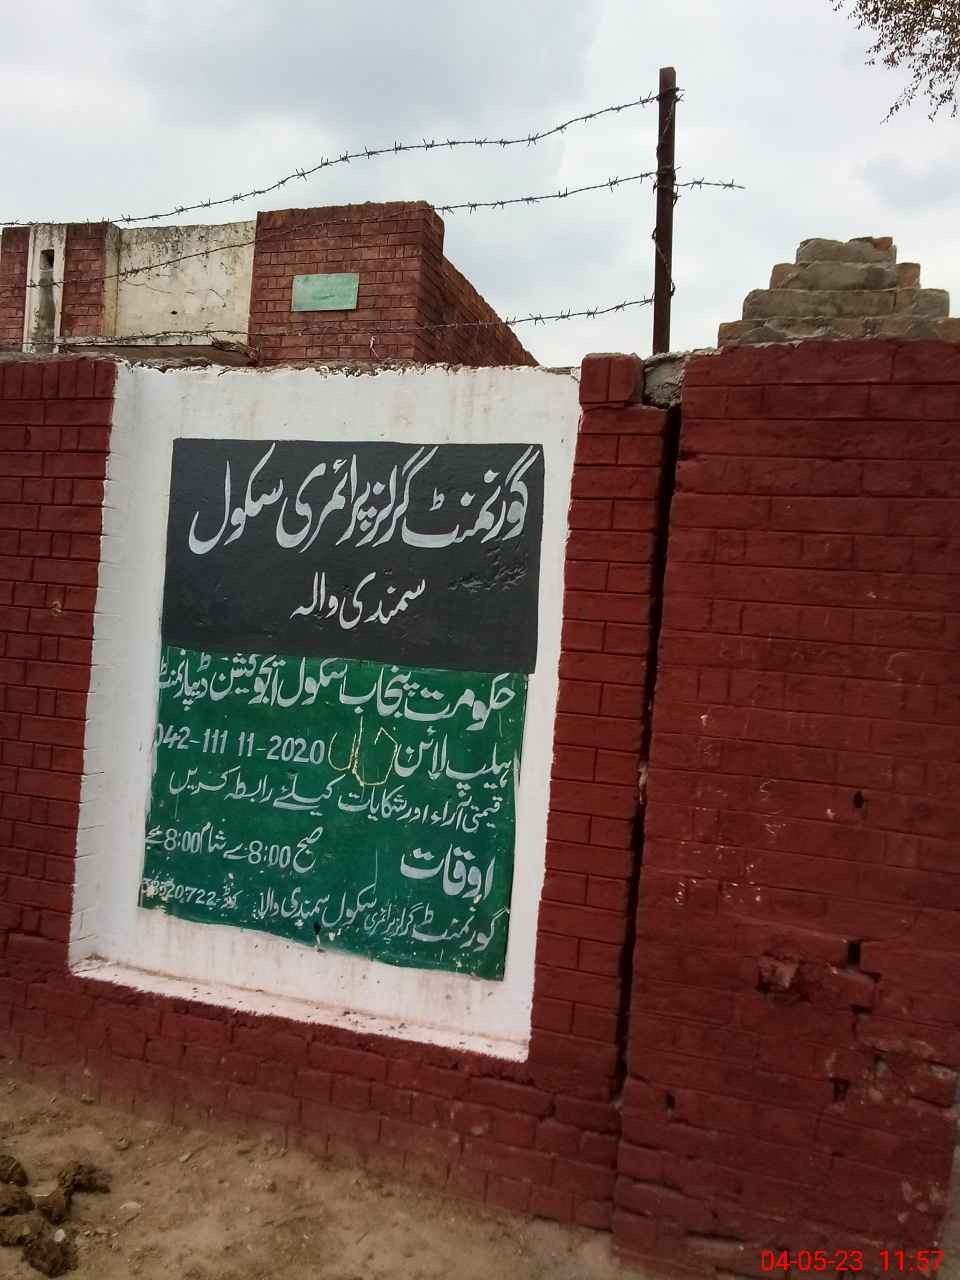 گورنمنٹ گرلز پرائمری سکول
سمندی والہ
حکومت پنجاب سکول ایجوکیشن ڈیپارٹمنٹ
ہیلپ لائن 042-111 11-2020
قیمتی آراء اور شکایات کیلئے رابطہ کریں
اوقات صبح 8:00 سے شام 8:00 بجے
گورنمنٹ گرلز پرائمری سکول سمندی والا کوڈ
04-05-23 11:57